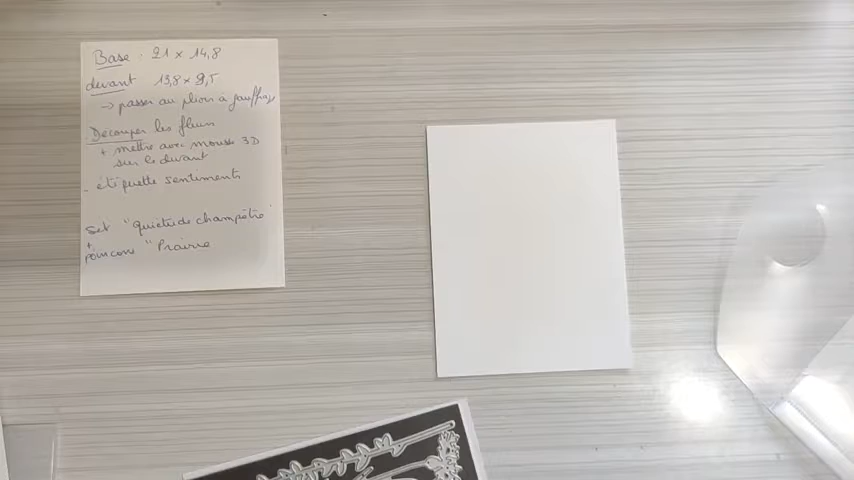 Base : 21 x 14,8
devant 13,8 x 9,5
→ passer au plioir à gaufrage
Découper les fleurs
+ mettre avec mousse 3D
sur le devant
- étiquette sentiments
set "Quiétude champêtre"
+
poinçons "Prairie